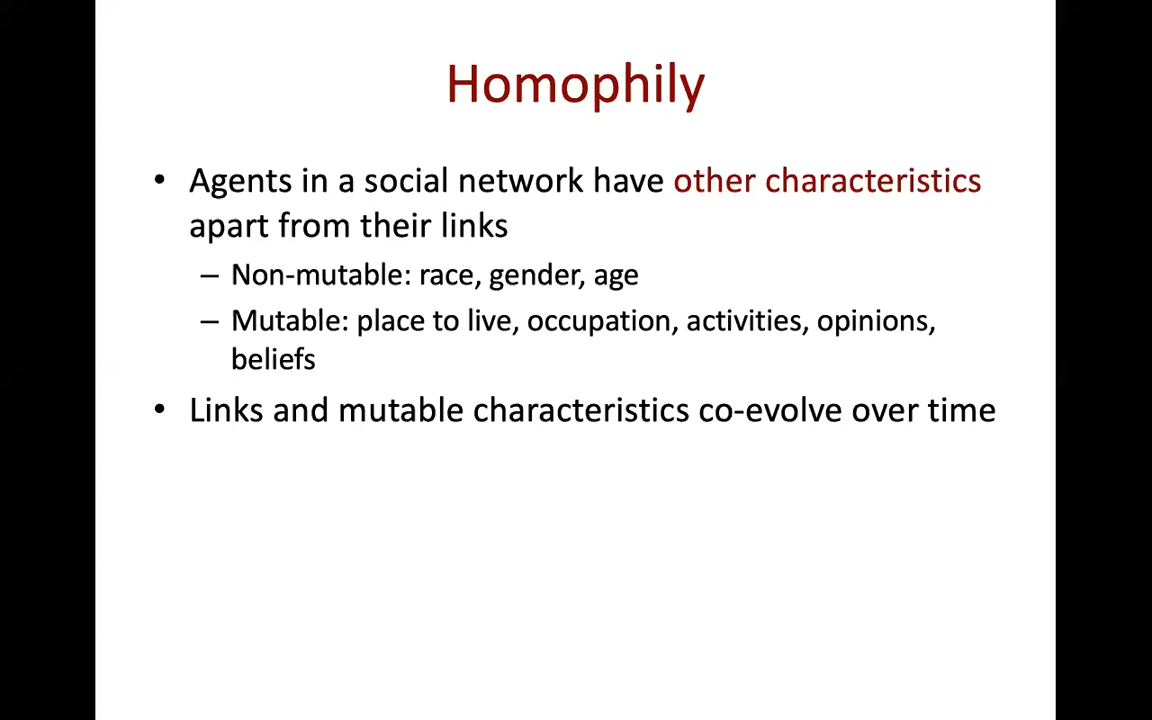 Homophily
• Agents in a social network have other characteristics
apart from their links
– Non-mutable: race, gender, age
– Mutable: place to live, occupation, activities, opinions,
beliefs
• Links and mutable characteristics co-evolve over time